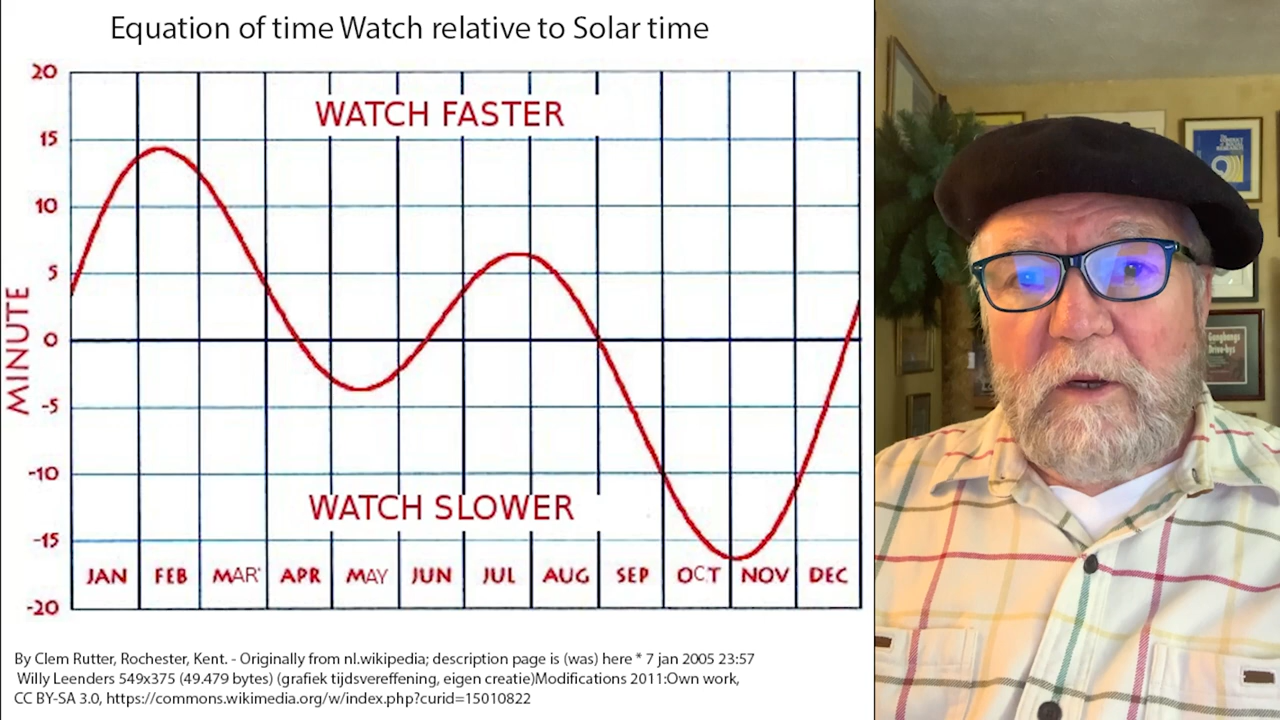 Equation of time Watch relative to Solar time
20
WATCH FASTER
15
10
5
0
MINUTE
-5
-10
WATCH SLOWER
-15
JAN FEB MAR APR MAY JUN JUL AUG SEP OCT NOV DEC
-20
By Clem Rutter, Rochester, Kent. - Originally from nl.wikipedia; description page is (was) here * 7 jan 2005 23:57
Willy Leenders 549x375 (49.479 bytes) (grafiek tijdsvereffening, eigen creatie)Modifications 2011:Own work,
CC BY-SA 3.0, https://commons.wikimedia.org/w/index.php?curid=15010822